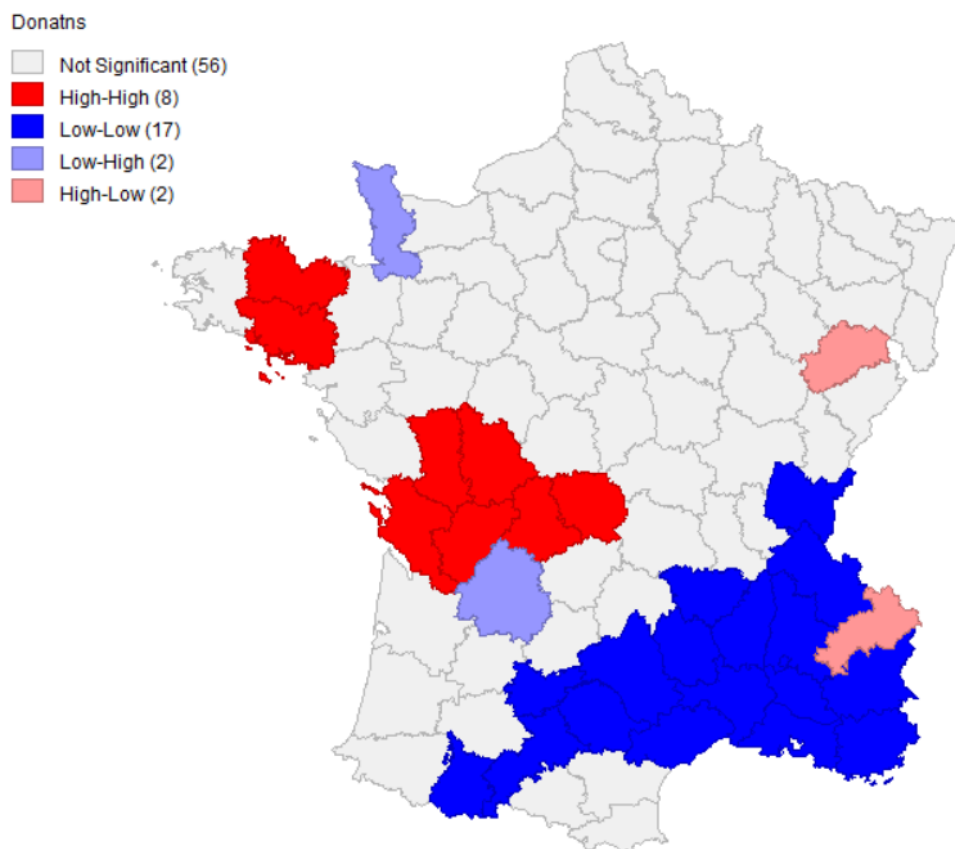 Donatns
Not Significant (56)
High-High (8)
Low-Low (17)
Low-High (2)
High-Low (2)